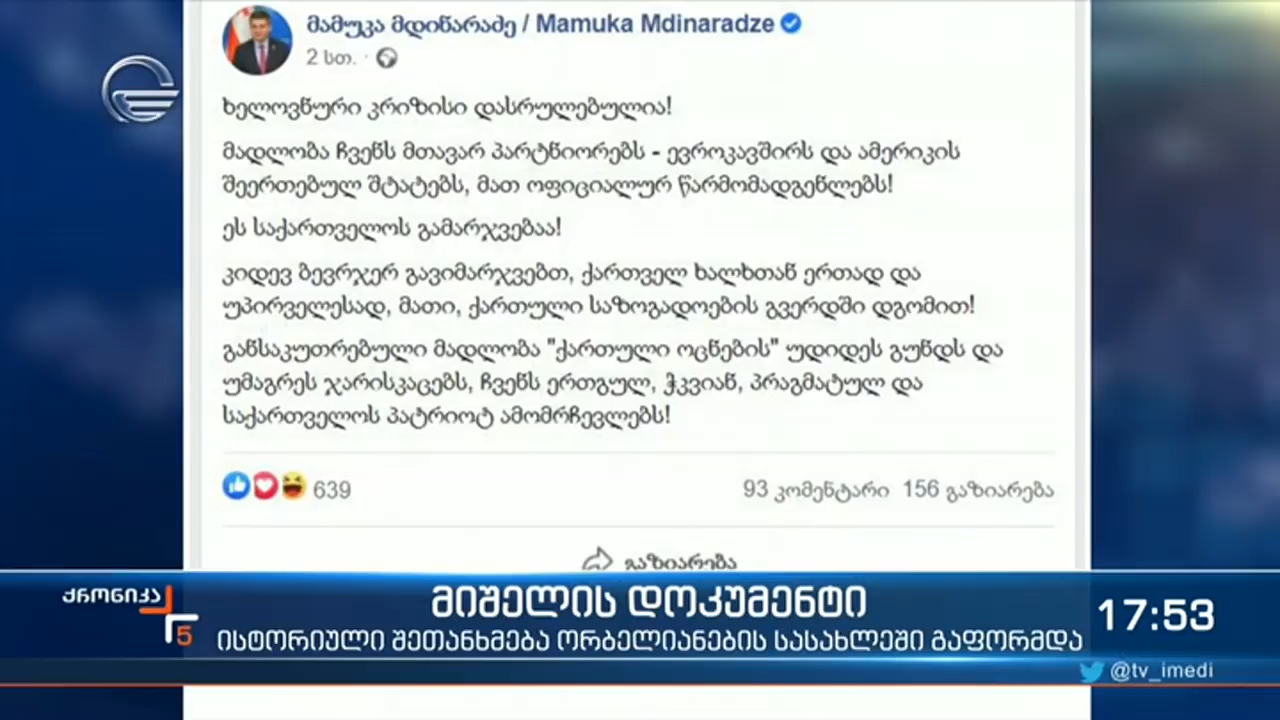 მამუკა მდინარაძე / Mamuka Mdinaradze
2 სთ. ·
ხელოვნური კრიზისი დასრულებულია!
მადლობა ჩვენს მთავარ პარტნიორებს - ევროკავშირს და ამერიკის
შეერთებულ შტატებს, მათ ოფიციალურ წარმომადგენლებს!
ეს საქართველოს გამარჯვებაა!
კიდევ ბევრჯერ გავიმარჯვებთ, ქართველ ხალხთან ერთად და
უპირველესად, მათი, ქართული საზოგადოების გვერდში დგომით!
განსაკუთრებული მადლობა "ქართული ოცნების" უდიდეს გუნდს და
უმაგრეს ჯარისკაცებს, ჩვენს ერთგულ, ჭკვიან, პრაგმატულ და
საქართველოს პატრიოტ ამომრჩევლებს!
639 93 კომენტარი 156 გაზიარება
გაზიარება
ქრონიკა 5
მიშელის დოკუმენტი
17:53
ისტორიული შეთანხმება ორბელიანების სასახლეში გაფორმდა
@tv_imedi